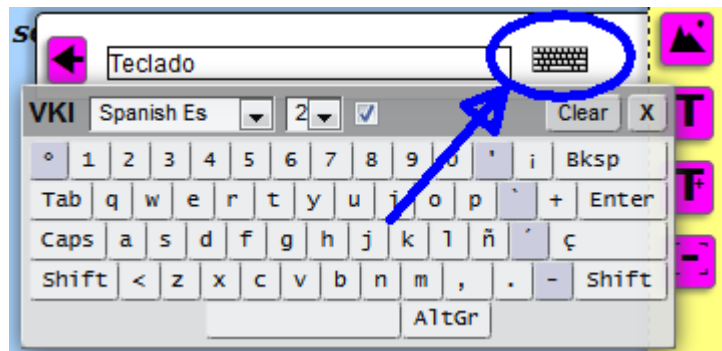 Teclado
VKI Spanish Es 2 Clear X
º 1 2 3 4 5 6 7 8 9 0 ' ¡ Bksp
Tab q w e r t y u i o p ` + Enter
Caps a s d f g h j k l ñ ´ ç
Shift < z x c v b n m , . - Shift
AltGr
T
T+